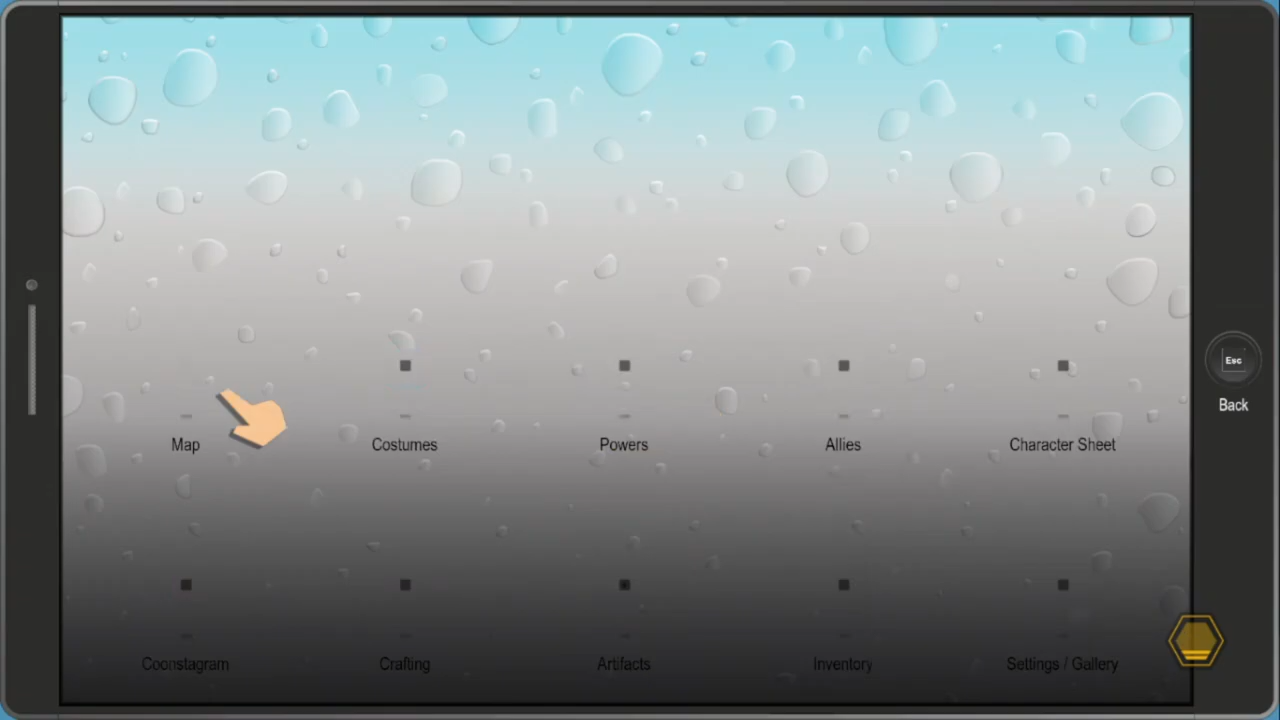 Esc
Back
Map
Costumes
Powers
Allies
Character Sheet
Coonstagram
Crafting
Artifacts
Inventory
Settings / Gallery